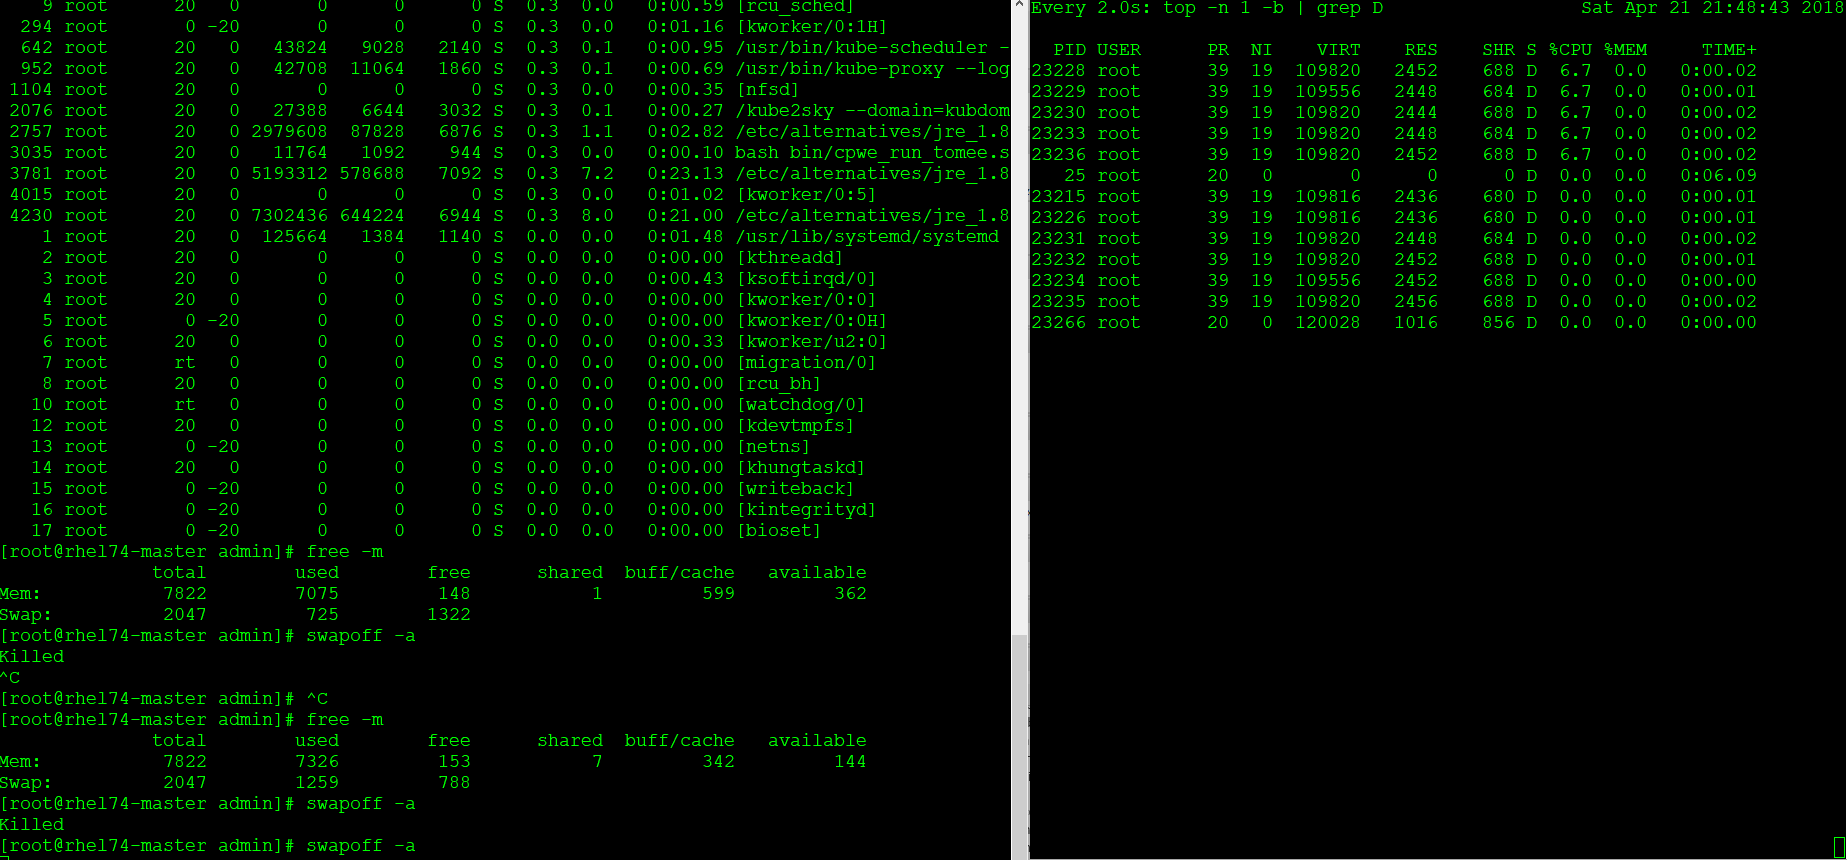 9 root      20   0       0      0      0 S  0.3  0.0   0:00.59 [rcu_sched]
  294 root       0 -20       0      0      0 S  0.3  0.0   0:01.16 [kworker/0:1H]
  642 root      20   0   43824   9028   2140 S  0.3  0.1   0:00.95 /usr/bin/kube-scheduler -
  952 root      20   0   42708  11064   1860 S  0.3  0.1   0:00.69 /usr/bin/kube-proxy --log
 1104 root      20   0       0      0      0 S  0.3  0.0   0:00.35 [nfsd]
 2076 root      20   0   27388   6644   3032 S  0.3  0.1   0:00.27 /kube2sky --domain=kubdom
 2757 root      20   0 2979608  87828   6876 S  0.3  1.1   0:02.82 /etc/alternatives/jre_1.8
 3035 root      20   0   11764   1092    944 S  0.3  0.0   0:00.10 bash bin/cpwe_run_tomee.s
 3781 root      20   0 5193312 578688   7092 S  0.3  7.2   0:23.13 /etc/alternatives/jre_1.8
 4015 root      20   0       0      0      0 S  0.3  0.0   0:01.02 [kworker/0:5]
 4230 root      20   0 7302436 644224   6944 S  0.3  8.0   0:21.00 /etc/alternatives/jre_1.8
    1 root      20   0  125664   1384   1140 S  0.0  0.0   0:01.48 /usr/lib/systemd/systemd
    2 root      20   0       0      0      0 S  0.0  0.0   0:00.00 [kthreadd]
    3 root      20   0       0      0      0 S  0.0  0.0   0:00.43 [ksoftirqd/0]
    4 root      20   0       0      0      0 S  0.0  0.0   0:00.00 [kworker/0:0]
    5 root       0 -20       0      0      0 S  0.0  0.0   0:00.00 [kworker/0:0H]
    6 root      20   0       0      0      0 S  0.0  0.0   0:00.33 [kworker/u2:0]
    7 root      rt   0       0      0      0 S  0.0  0.0   0:00.00 [migration/0]
    8 root      20   0       0      0      0 S  0.0  0.0   0:00.00 [rcu_bh]
   10 root      rt   0       0      0      0 S  0.0  0.0   0:00.00 [watchdog/0]
   12 root      20   0       0      0      0 S  0.0  0.0   0:00.00 [kdevtmpfs]
   13 root       0 -20       0      0      0 S  0.0  0.0   0:00.00 [netns]
   14 root      20   0       0      0      0 S  0.0  0.0   0:00.00 [khungtaskd]
   15 root       0 -20       0      0      0 S  0.0  0.0   0:00.00 [writeback]
   16 root       0 -20       0      0      0 S  0.0  0.0   0:00.00 [kintegrityd]
   17 root       0 -20       0      0      0 S  0.0  0.0   0:00.00 [bioset]
[root@rhel74-master admin]# free -m
              total        used        free      shared  buff/cache   available
Mem:           7822        7075         148           1         599         362
Swap:          2047         725        1322
[root@rhel74-master admin]# swapoff -a
Killed
^C
[root@rhel74-master admin]# ^C
[root@rhel74-master admin]# free -m
              total        used        free      shared  buff/cache   available
Mem:           7822        7326         153           7         342         144
Swap:          2047        1259         788
[root@rhel74-master admin]# swapoff -a
Killed
[root@rhel74-master admin]# swapoff -a
Every 2.0s: top -n 1 -b | grep D                  Sat Apr 21 21:48:43 2018
  PID USER      PR  NI    VIRT    RES    SHR S %CPU %MEM     TIME+
23228 root      39  19  109820   2452    688 D  6.7  0.0   0:00.02
23229 root      39  19  109556   2448    684 D  6.7  0.0   0:00.01
23230 root      39  19  109820   2444    688 D  6.7  0.0   0:00.02
23233 root      39  19  109820   2448    684 D  6.7  0.0   0:00.02
23236 root      39  19  109820   2452    688 D  6.7  0.0   0:00.02
   25 root      20   0       0      0      0 D  0.0  0.0   0:06.09
23215 root      39  19  109816   2436    680 D  0.0  0.0   0:00.01
23226 root      39  19  109816   2436    680 D  0.0  0.0   0:00.01
23231 root      39  19  109820   2448    684 D  0.0  0.0   0:00.02
23232 root      39  19  109820   2452    688 D  0.0  0.0   0:00.01
23234 root      39  19  109556   2452    688 D  0.0  0.0   0:00.00
23235 root      39  19  109820   2456    688 D  0.0  0.0   0:00.02
23266 root      20   0  120028   1016    856 D  0.0  0.0   0:00.00